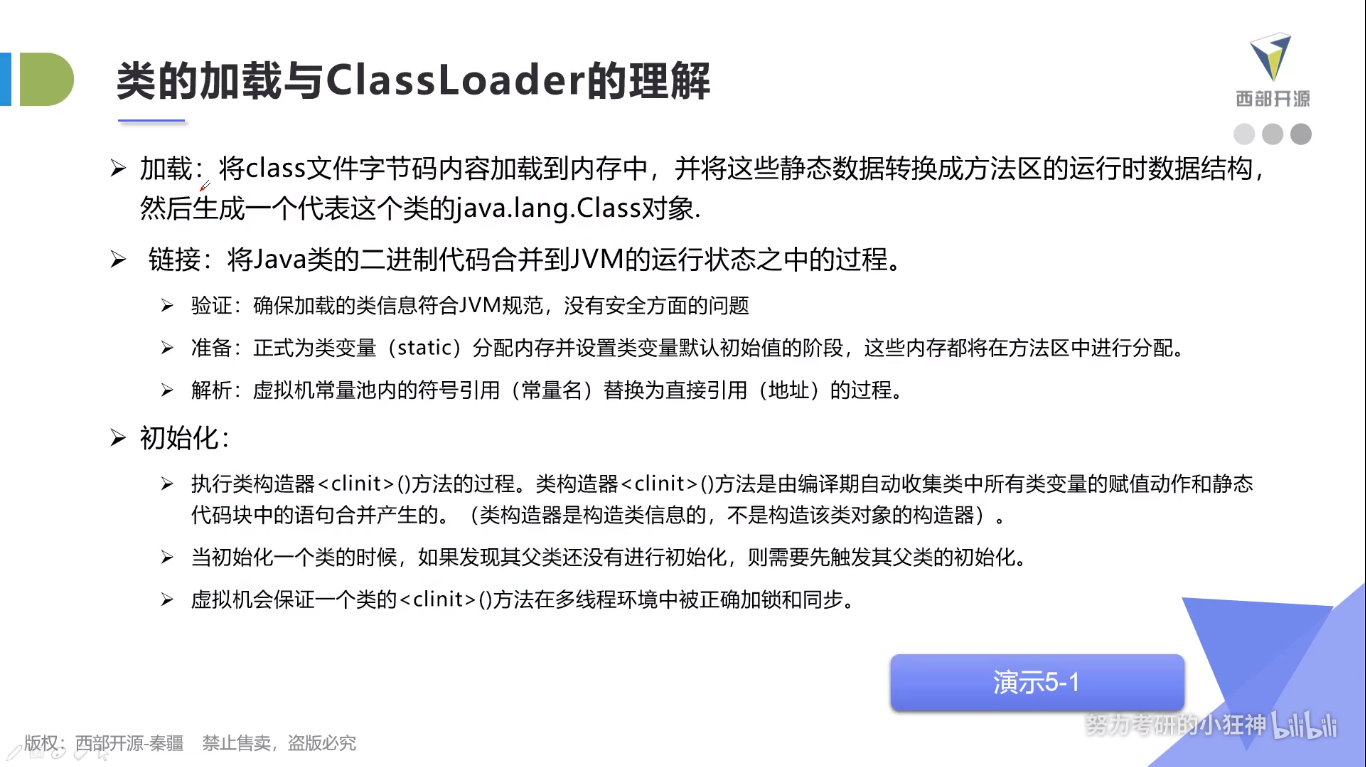 类的加载与ClassLoader的理解
西部开源
加载：将class文件字节码内容加载到内存中，并将这些静态数据转换成方法区的运行时数据结构，
然后生成一个代表这个类的java.lang.Class对象.
链接：将Java类的二进制代码合并到JVM的运行状态之中的过程。
验证：确保加载的类信息符合JVM规范，没有安全方面的问题
准备：正式为类变量（static）分配内存并设置类变量默认初始值的阶段，这些内存都将在方法区中进行分配。
解析：虚拟机常量池内的符号引用（常量名）替换为直接引用（地址）的过程。
初始化：
执行类构造器<clinit>()方法的过程。类构造器<clinit>()方法是由编译期自动收集类中所有类变量的赋值动作和静态
代码块中的语句合并产生的。（类构造器是构造类信息的，不是构造该类对象的构造器）。
当初始化一个类的时候，如果发现其父类还没有进行初始化，则需要先触发其父类的初始化。
虚拟机会保证一个类的<clinit>()方法在多线程环境中被正确加锁和同步。
演示5-1
努力考研的小狂神 bilibili
版权：西部开源-秦疆 禁止售卖，盗版必究